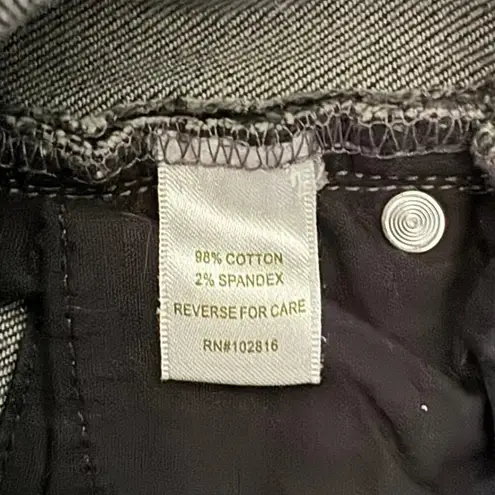 98% COTTON
2% SPANDEX
REVERSE FOR CARE
RN#102816